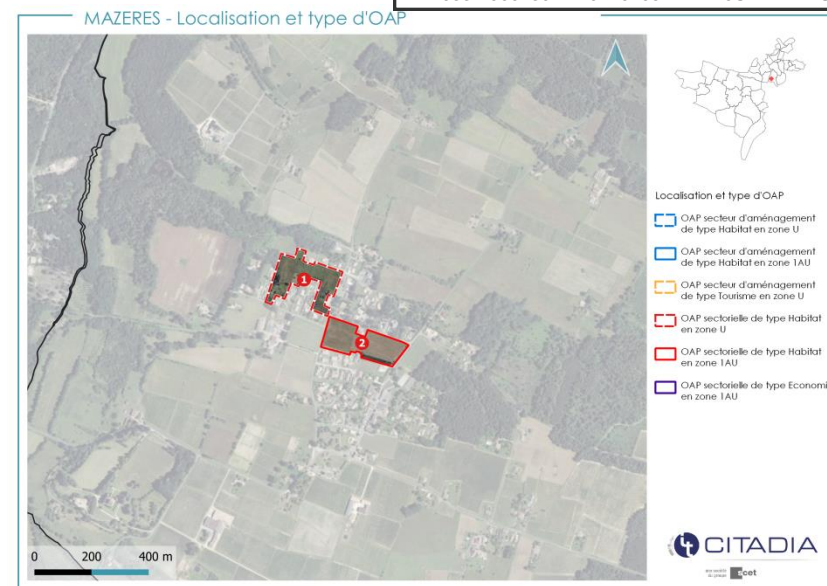 MAZERES - Localisation et type d'OAP
1
2
0 200 400 m
Localisation et type d'OAP
OAP secteur d'aménagement
de type Habitat en zone U
OAP secteur d'aménagement
de type Habitat en zone 1AU
OAP secteur d'aménagement
de type Tourisme en zone U
OAP sectorielle de type Habitat
en zone U
OAP sectorielle de type Habitat
en zone 1AU
OAP sectorielle de type Economi
en zone 1AU
CITADIA
scet